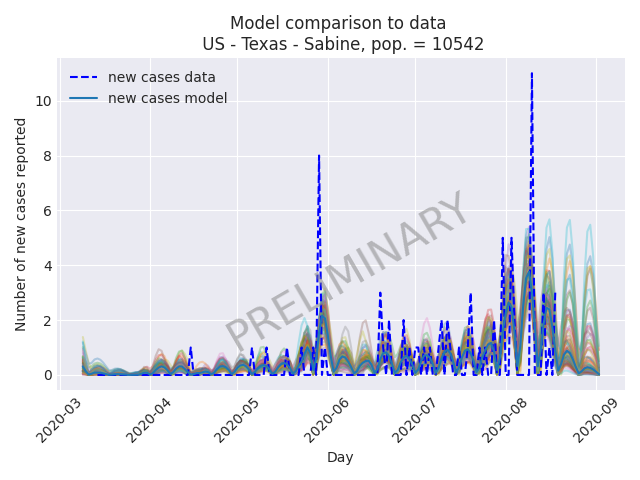 Model comparison to data
US - Texas - Sabine, pop. = 10542
new cases data
new cases model
Number of new cases reported
10
8
6
4
2
0
PRELIMINARY
2020-03
2020-04
2020-05
2020-06
2020-07
2020-08
2020-09
Day